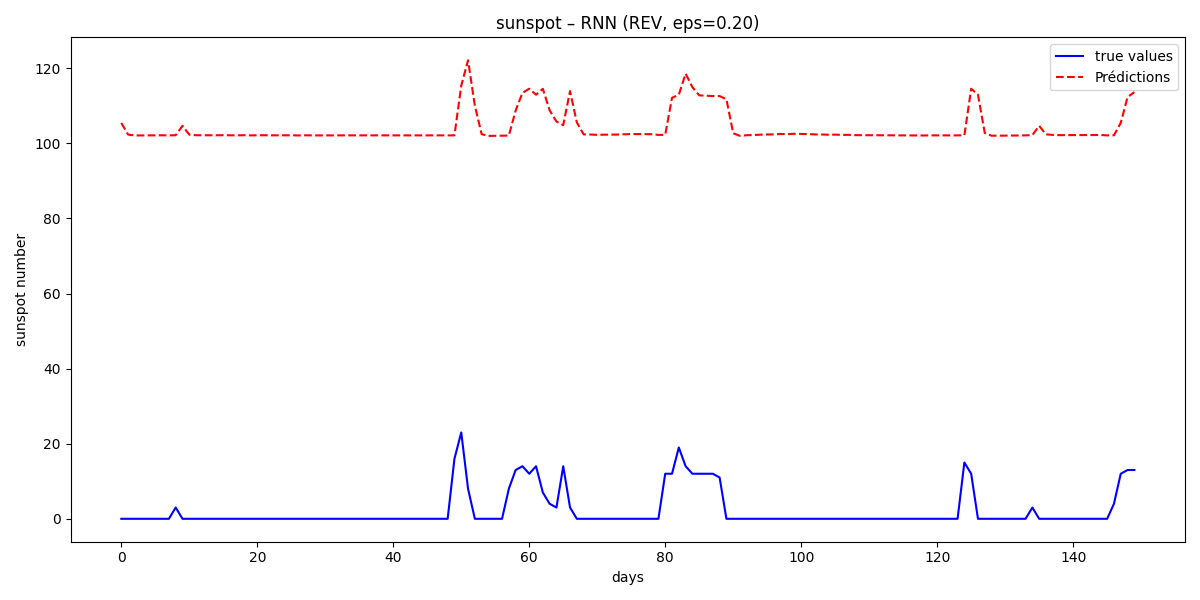 sunspot – RNN (REV, eps=0.20)
true values
Prédictions
120
100
80
60
40
20
0
sunspot number
0 20 40 60 80 100 120 140
days